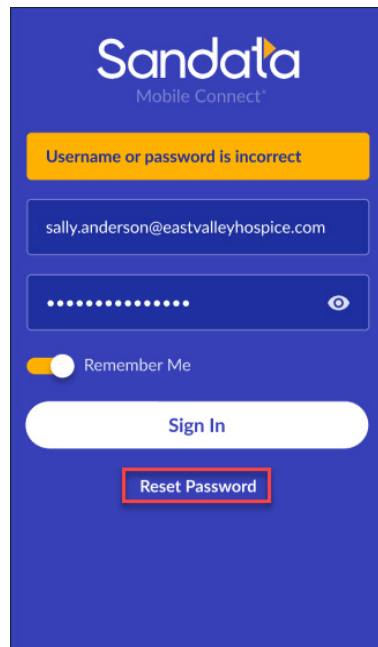 Sandata
Mobile Connect
Username or password is incorrect
sally.anderson@eastvalleyhospice.com
•••••••••••••••
Remember Me
Sign In
Reset Password